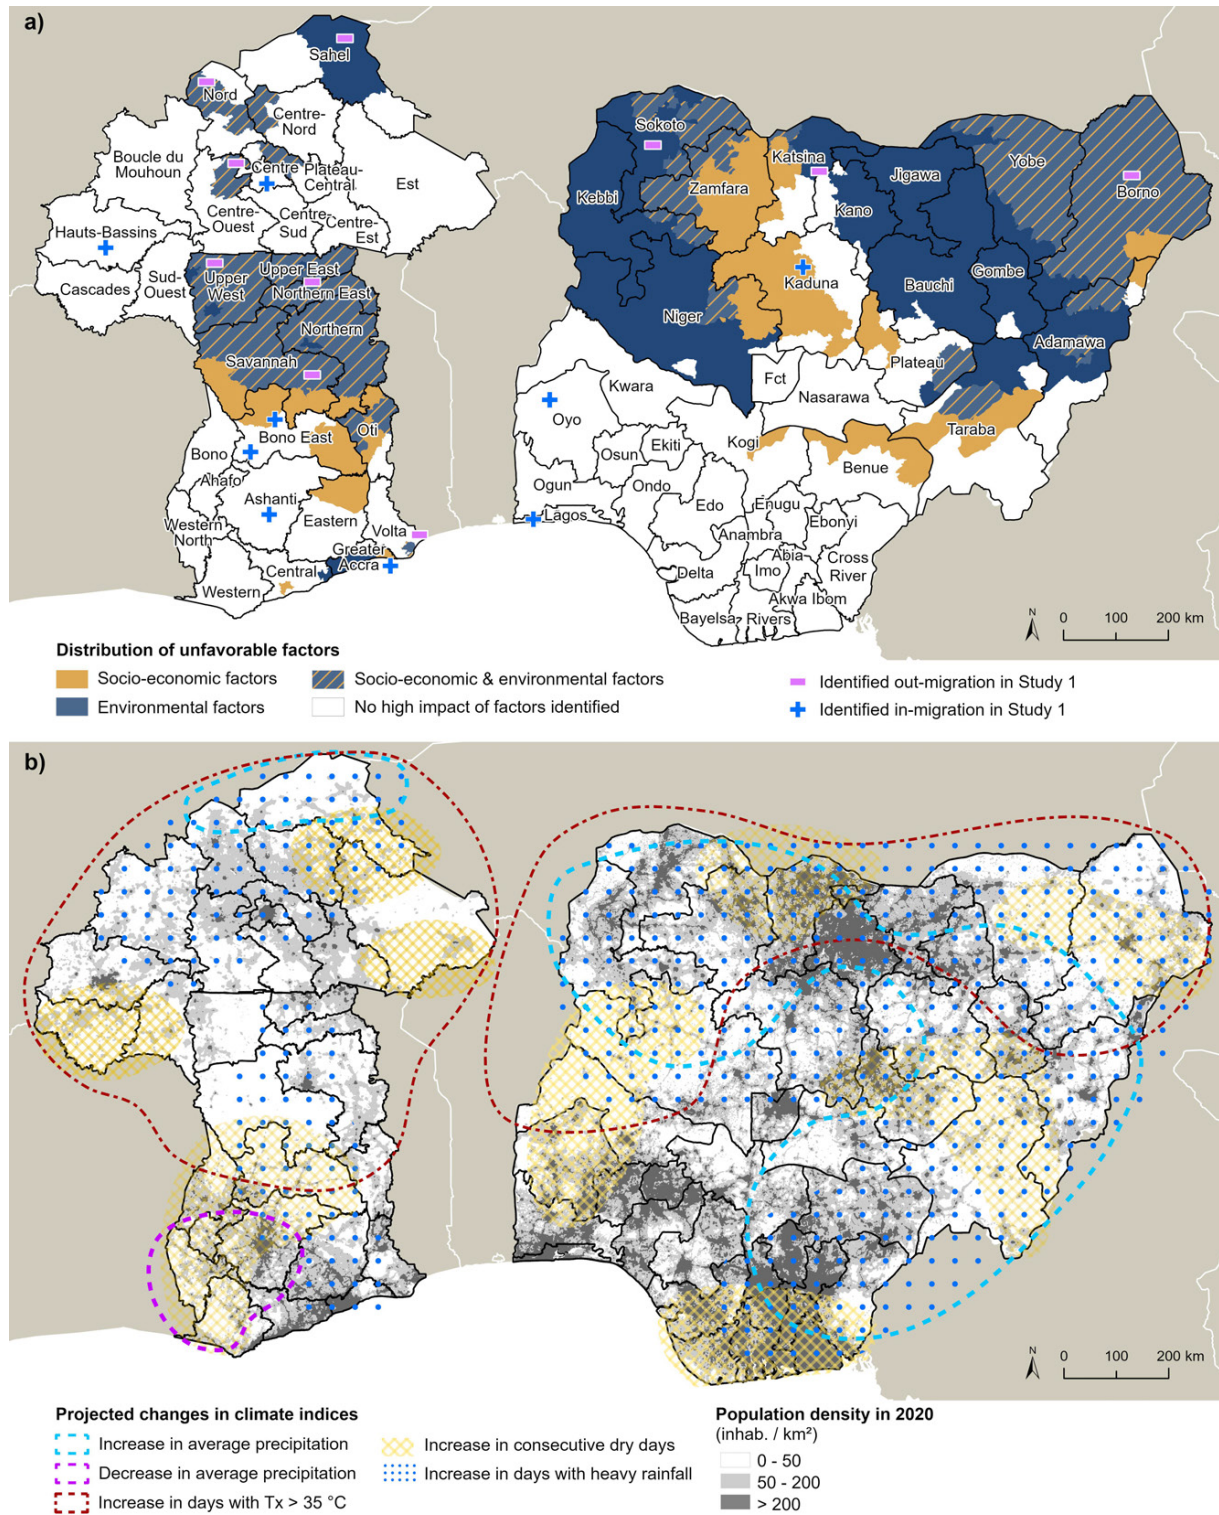 a)
Sahel
Nord
Centre-
Nord
Boucle du
Mouhoun
Centre
Plateau-
Central
Est
Centre-
Ouest
Centre-
Sud
Centre-
Est
Hauts-Bassins
Sud-
Ouest
Cascades
Upper
West
Upper East
Northern East
Northern
Savannah
Oti
Bono East
Bono
Ahafo
Ashanti
Eastern
Volta
Western
North
Greater
Accra
Central
Western
Sokoto
Katsina
Zamfara
Kebbi
Kano
Jigawa
Yobe
Borno
Gombe
Bauchi
Kaduna
Niger
Adamawa
Plateau
Fct
Nasarawa
Kwara
Oyo
Taraba
Kogi
Benue
Osun
Ekiti
Ogun
Ondo
Edo
Enugu
Ebonyi
Lagos
Anambra
Abia
Imo
Cross
River
Delta
Akwa Ibom
Bayelsa
Rivers
N
0 100 200 km
Distribution of unfavorable factors
Socio-economic factors
Environmental factors
Socio-economic & environmental factors
No high impact of factors identified
Identified out-migration in Study 1
Identified in-migration in Study 1
b)
N
0 100 200 km
Projected changes in climate indices
Increase in average precipitation
Decrease in average precipitation
Increase in days with Tx > 35 °C
Increase in consecutive dry days
Increase in days with heavy rainfall
Population density in 2020
(inhab. / km²)
0 - 50
50 - 200
> 200